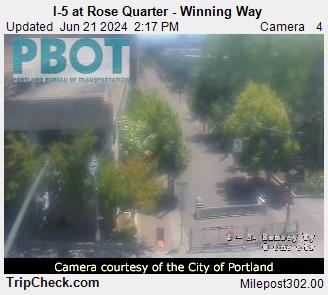 I-5 at Rose Quarter - Winning Way
Updated Jun 21 2024 2:17 PM Camera 4
PBOT
PORTLAND BUREAU OF TRANSPORTATION
Camera courtesy of the City of Portland
TripCheck.com Milepost302.00